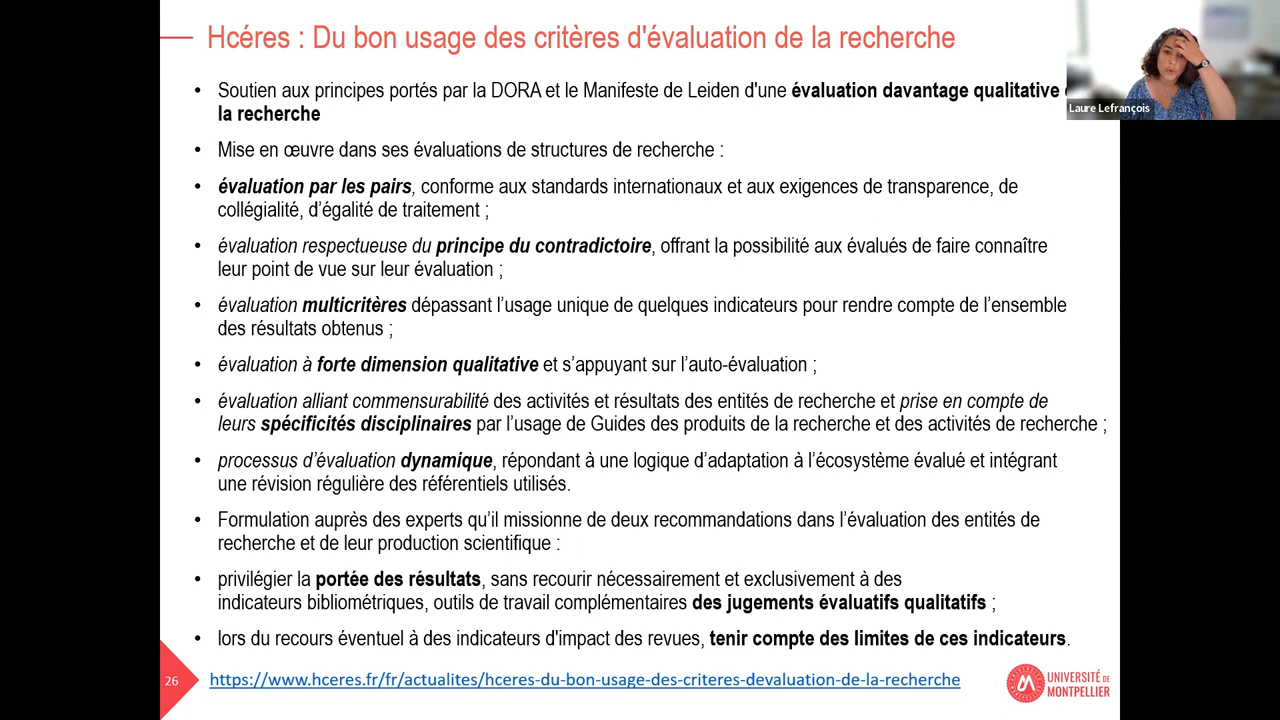 Hcéres : Du bon usage des critères d'évaluation de la recherche
• Soutien aux principes portés par la DORA et le Manifeste de Leiden d'une évaluation davantage qualitative
la recherche
Laure Lefrançois
• Mise en œuvre dans ses évaluations de structures de recherche :
• évaluation par les pairs, conforme aux standards internationaux et aux exigences de transparence, de
collégialité, d’égalité de traitement ;
• évaluation respectueuse du principe du contradictoire, offrant la possibilité aux évalués de faire connaître
leur point de vue sur leur évaluation ;
• évaluation multicritères dépassant l’usage unique de quelques indicateurs pour rendre compte de l’ensemble
des résultats obtenus ;
• évaluation à forte dimension qualitative et s’appuyant sur l’auto-évaluation ;
• évaluation alliant commensurabilité des activités et résultats des entités de recherche et prise en compte de
leurs spécificités disciplinaires par l’usage de Guides des produits de la recherche et des activités de recherche ;
• processus d’évaluation dynamique, répondant à une logique d’adaptation à l’écosystème évalué et intégrant
une révision régulière des référentiels utilisés.
• Formulation auprès des experts qu’il missionne de deux recommandations dans l’évaluation des entités de
recherche et de leur production scientifique :
• privilégier la portée des résultats, sans recourir nécessairement et exclusivement à des
indicateurs bibliométriques, outils de travail complémentaires des jugements évaluatifs qualitatifs ;
• lors du recours éventuel à des indicateurs d'impact des revues, tenir compte des limites de ces indicateurs.
26
https://www.hceres.fr/fr/actualites/hceres-du-bon-usage-des-criteres-devaluation-de-la-recherche
UNIVERSITÉ DE
MONTPELLIER